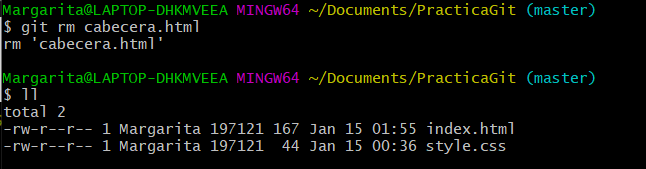 Margarita@LAPTOP-DHKMVEEA MINGW64 ~/Documents/PracticaGit (master)
$ git rm cabecera.html
rm 'cabecera.html'
Margarita@LAPTOP-DHKMVEEA MINGW64 ~/Documents/PracticaGit (master)
$ ll
total 2
-rw-r--r-- 1 Margarita 197121 167 Jan 15 01:55 index.html
-rw-r--r-- 1 Margarita 197121  44 Jan 15 00:36 style.css